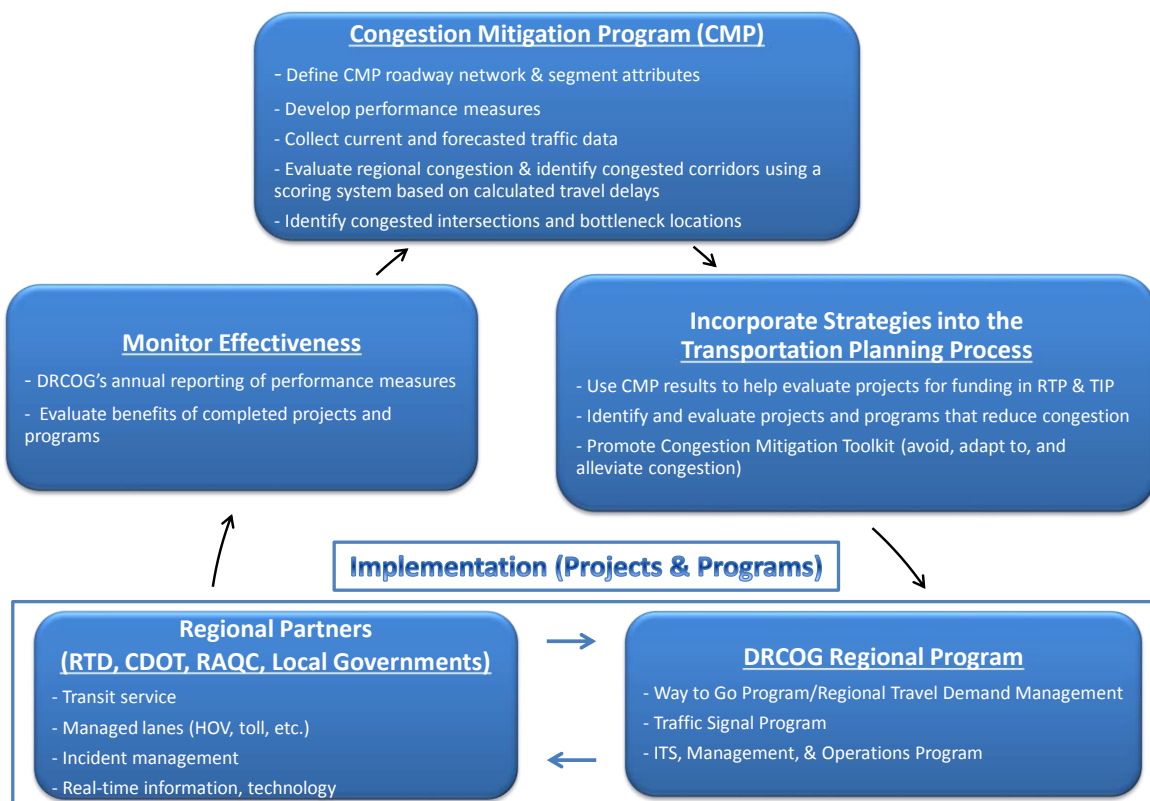 Congestion Mitigation Program (CMP)
- Define CMP roadway network & segment attributes
- Develop performance measures
- Collect current and forecasted traffic data
- Evaluate regional congestion & identify congested corridors using a
scoring system based on calculated travel delays
- Identify congested intersections and bottleneck locations
Monitor Effectiveness
- DRCOG's annual reporting of performance measures
- Evaluate benefits of completed projects and
programs
Incorporate Strategies into the
Transportation Planning Process
- Use CMP results to help evaluate projects for funding in RTP & TIP
- Identify and evaluate projects and programs that reduce congestion
- Promote Congestion Mitigation Toolkit (avoid, adapt to, and
alleviate congestion)
Implementation (Projects & Programs)
Regional Partners
(RTD, CDOT, RAQC, Local Governments)
- Transit service
- Managed lanes (HOV, toll, etc.)
- Incident management
- Real-time information, technology
DRCOG Regional Program
- Way to Go Program/Regional Travel Demand Management
- Traffic Signal Program
- ITS, Management, & Operations Program